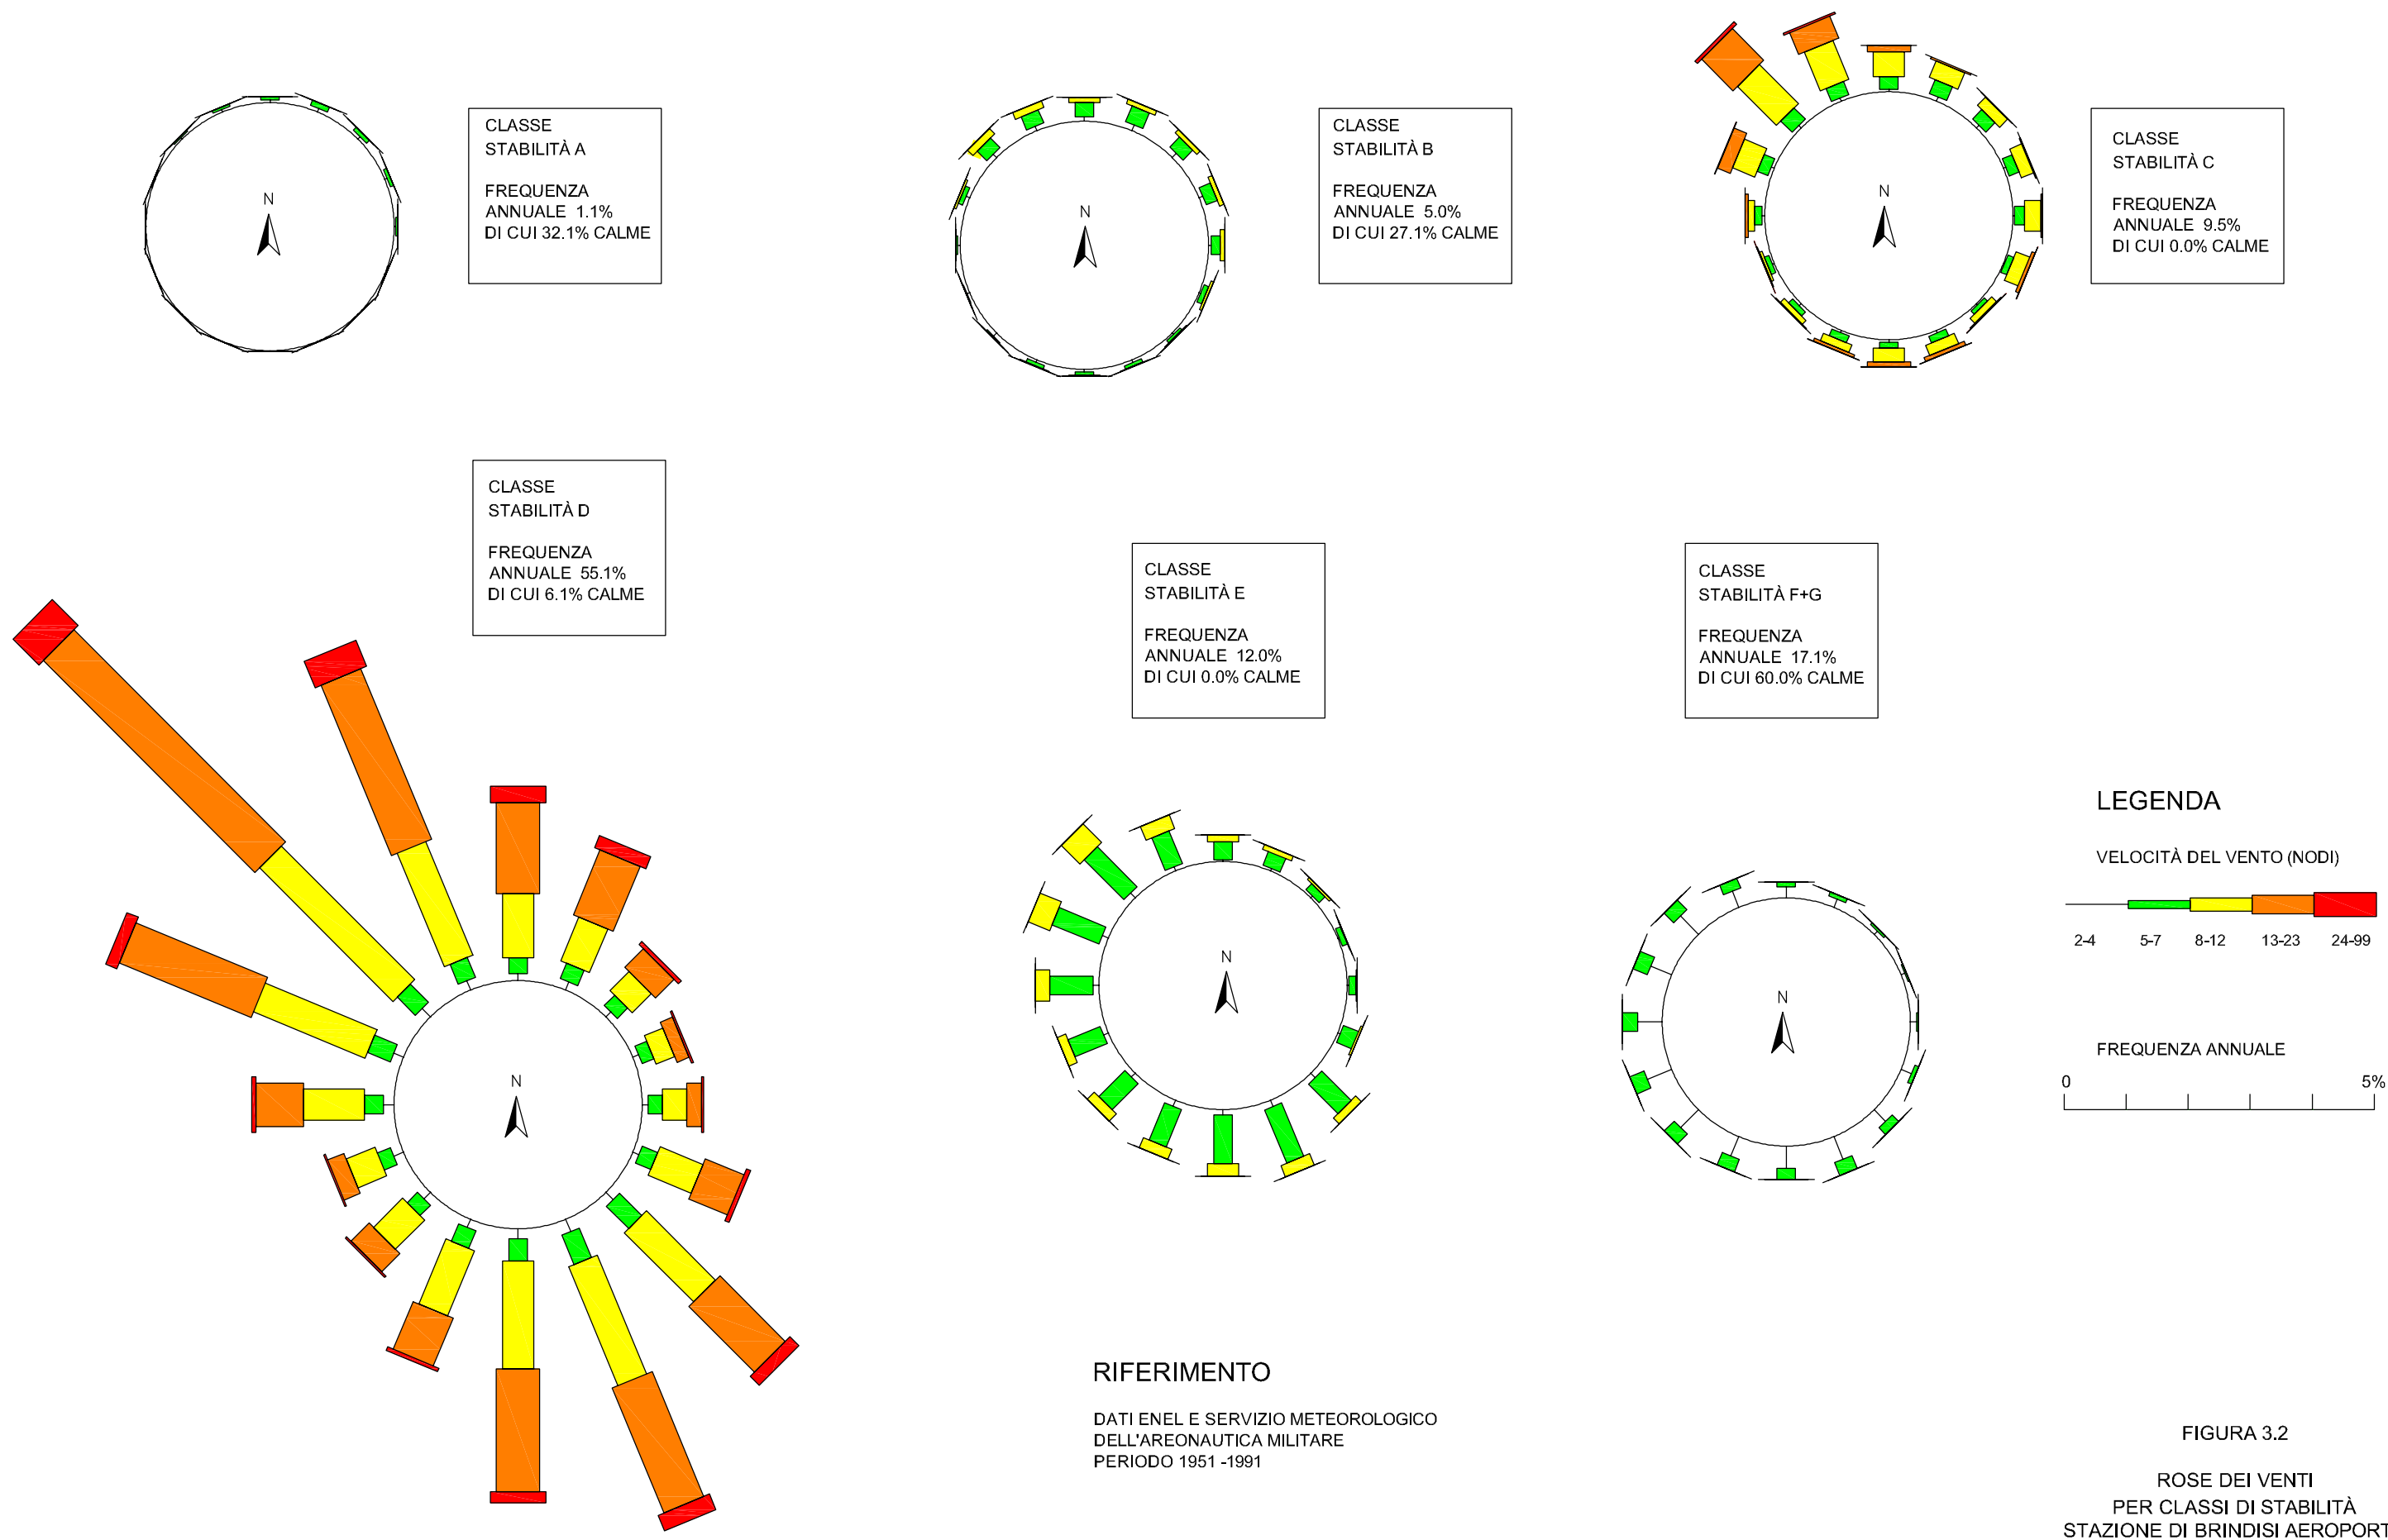 N
CLASSE
STABILITÀ A
FREQUENZA
ANNUALE 1.1%
DI CUI 32.1% CALME
N
CLASSE
STABILITÀ B
FREQUENZA
ANNUALE 5.0%
DI CUI 27.1% CALME
N
CLASSE
STABILITÀ C
FREQUENZA
ANNUALE 9.5%
DI CUI 0.0% CALME
CLASSE
STABILITÀ D
FREQUENZA
ANNUALE 55.1%
DI CUI 6.1% CALME
N
CLASSE
STABILITÀ E
FREQUENZA
ANNUALE 12.0%
DI CUI 0.0% CALME
N
CLASSE
STABILITÀ F+G
FREQUENZA
ANNUALE 17.1%
DI CUI 60.0% CALME
N
LEGENDA
VELOCITÀ DEL VENTO (NODI)
2-4 5-7 8-12 13-23 24-99
FREQUENZA ANNUALE
0 5%
RIFERIMENTO
DATI ENEL E SERVIZIO METEOROLOGICO
DELL'AREONAUTICA MILITARE
PERIODO 1951 -1991
FIGURA 3.2
ROSE DEI VENTI
PER CLASSI DI STABILITÀ
STAZIONE DI BRINDISI AEROPORT